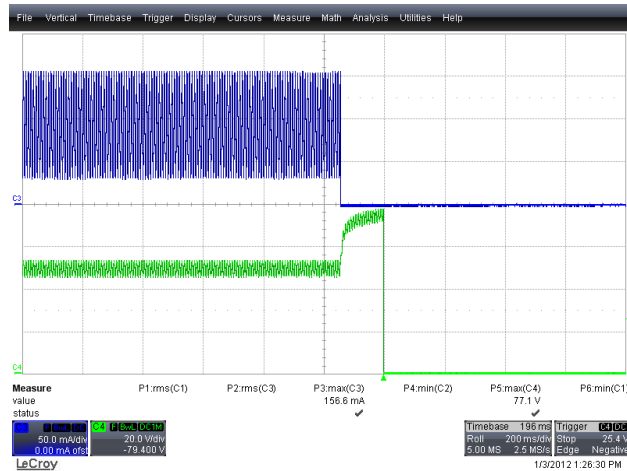 File Vertical Timebase Trigger Display Cursors Measure Math Analysis Utilities Help
C3
C4
Measure P1:rms(C1) P2:rms(C3) P3:max(C3) P4:min(C2) P5:max(C4) P6:min(C1)
value 156.6 mA 77.1 V
status
C4 F BwL DC1M Timebase 196 ms Trigger C4 DC
50.0 mA/div 20.0 V/div Roll 200 ms/div Stop 25.4 V
0.00 mA ofst -79.400 V 5.00 MS 2.5 MS/s Edge Negative
LeCroy 1/3/2012 1:26:30 PM